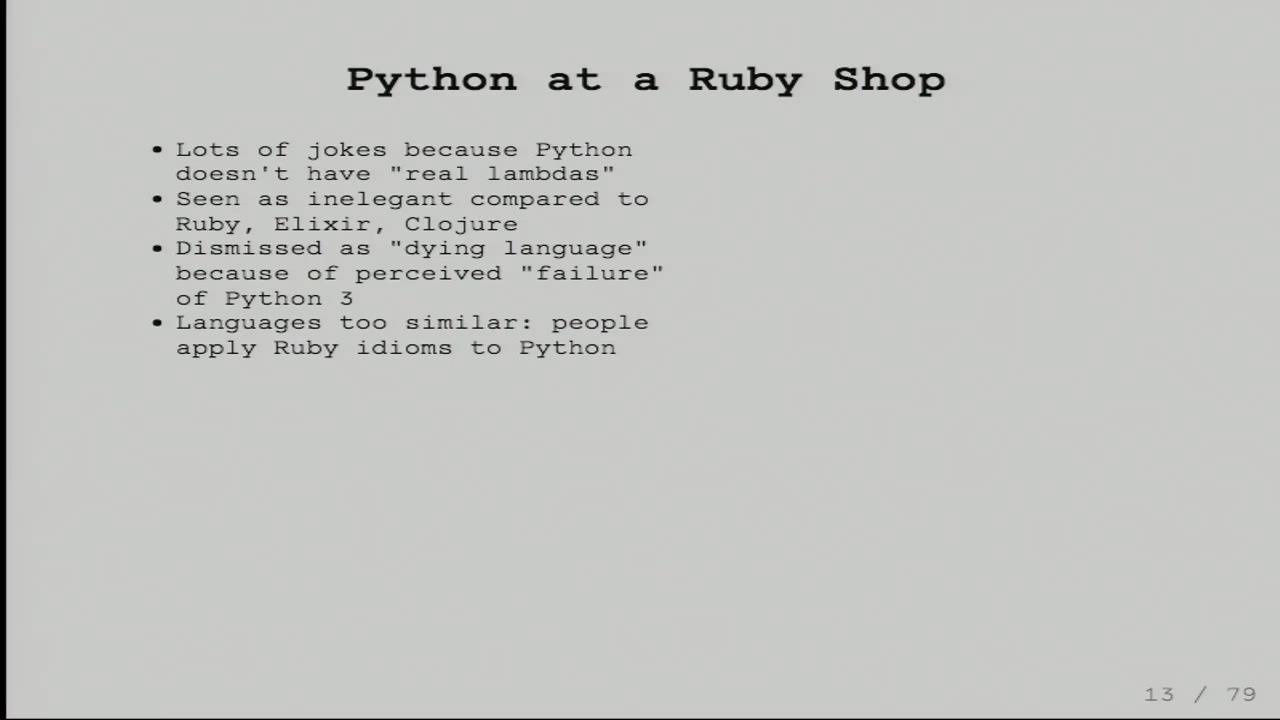 Python at a Ruby Shop
• Lots of jokes because Python
doesn't have "real lambdas"
• Seen as inelegant compared to
Ruby, Elixir, Clojure
• Dismissed as "dying language"
because of perceived "failure"
of Python 3
• Languages too similar: people
apply Ruby idioms to Python
13 / 79